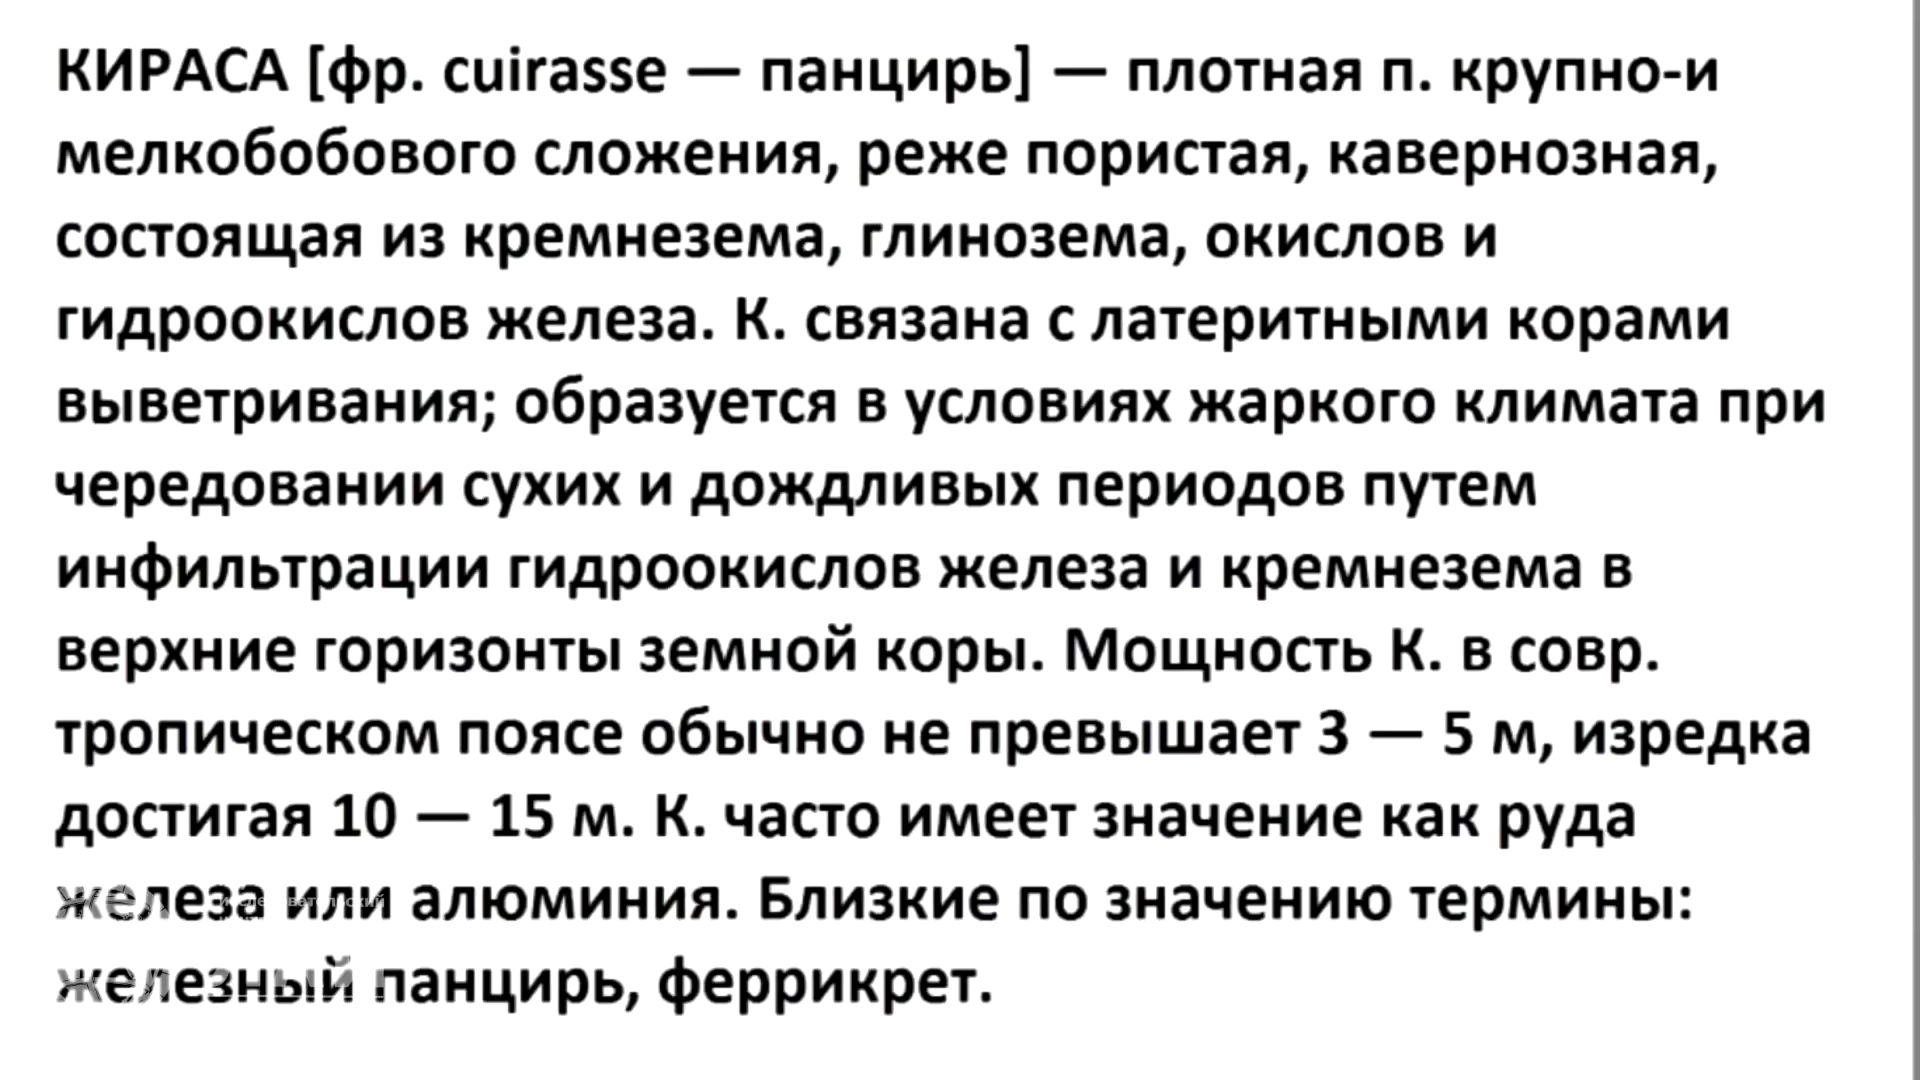 КИРАСА [фр. cuirasse — панцирь] — плотная п. крупно-и
мелкобобового сложения, реже пористая, кавернозная,
состоящая из кремнезема, глинозема, окислов и
гидроокислов железа. К. связана с латеритными корами
выветривания; образуется в условиях жаркого климата при
чередовании сухих и дождливых периодов путем
инфильтрации гидроокислов железа и кремнезема в
верхние горизонты земной коры. Мощность К. в совр.
тропическом поясе обычно не превышает 3 — 5 м, изредка
достигая 10 — 15 м. К. часто имеет значение как руда
железа или алюминия. Близкие по значению термины:
железный панцирь, феррикрет.